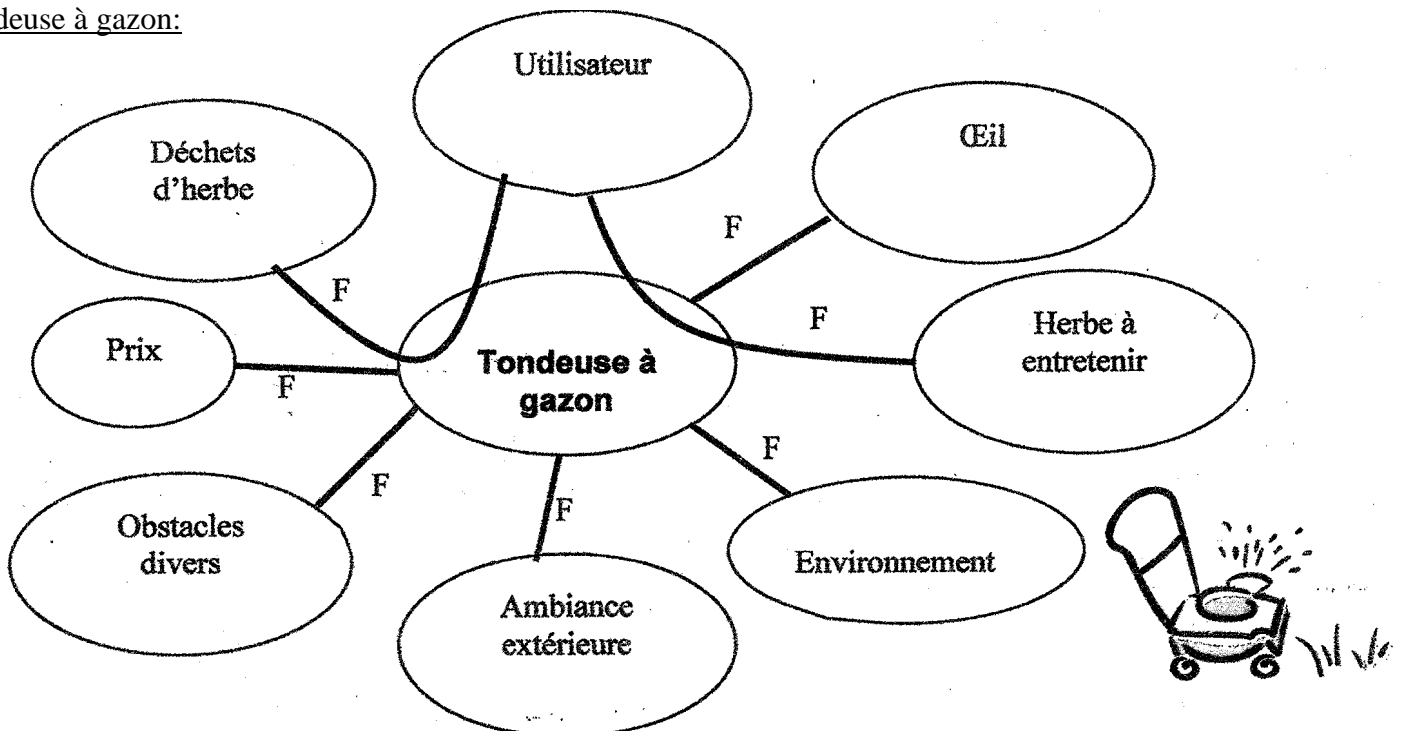 deuse à gazon:
Utilisateur
Œil
Déchets
d'herbe
F
F
F
Herbe à
entretenir
Prix
F
Tondeuse à
gazon
F
F
F
Obstacles
divers
Environnement
Ambiance
extérieure